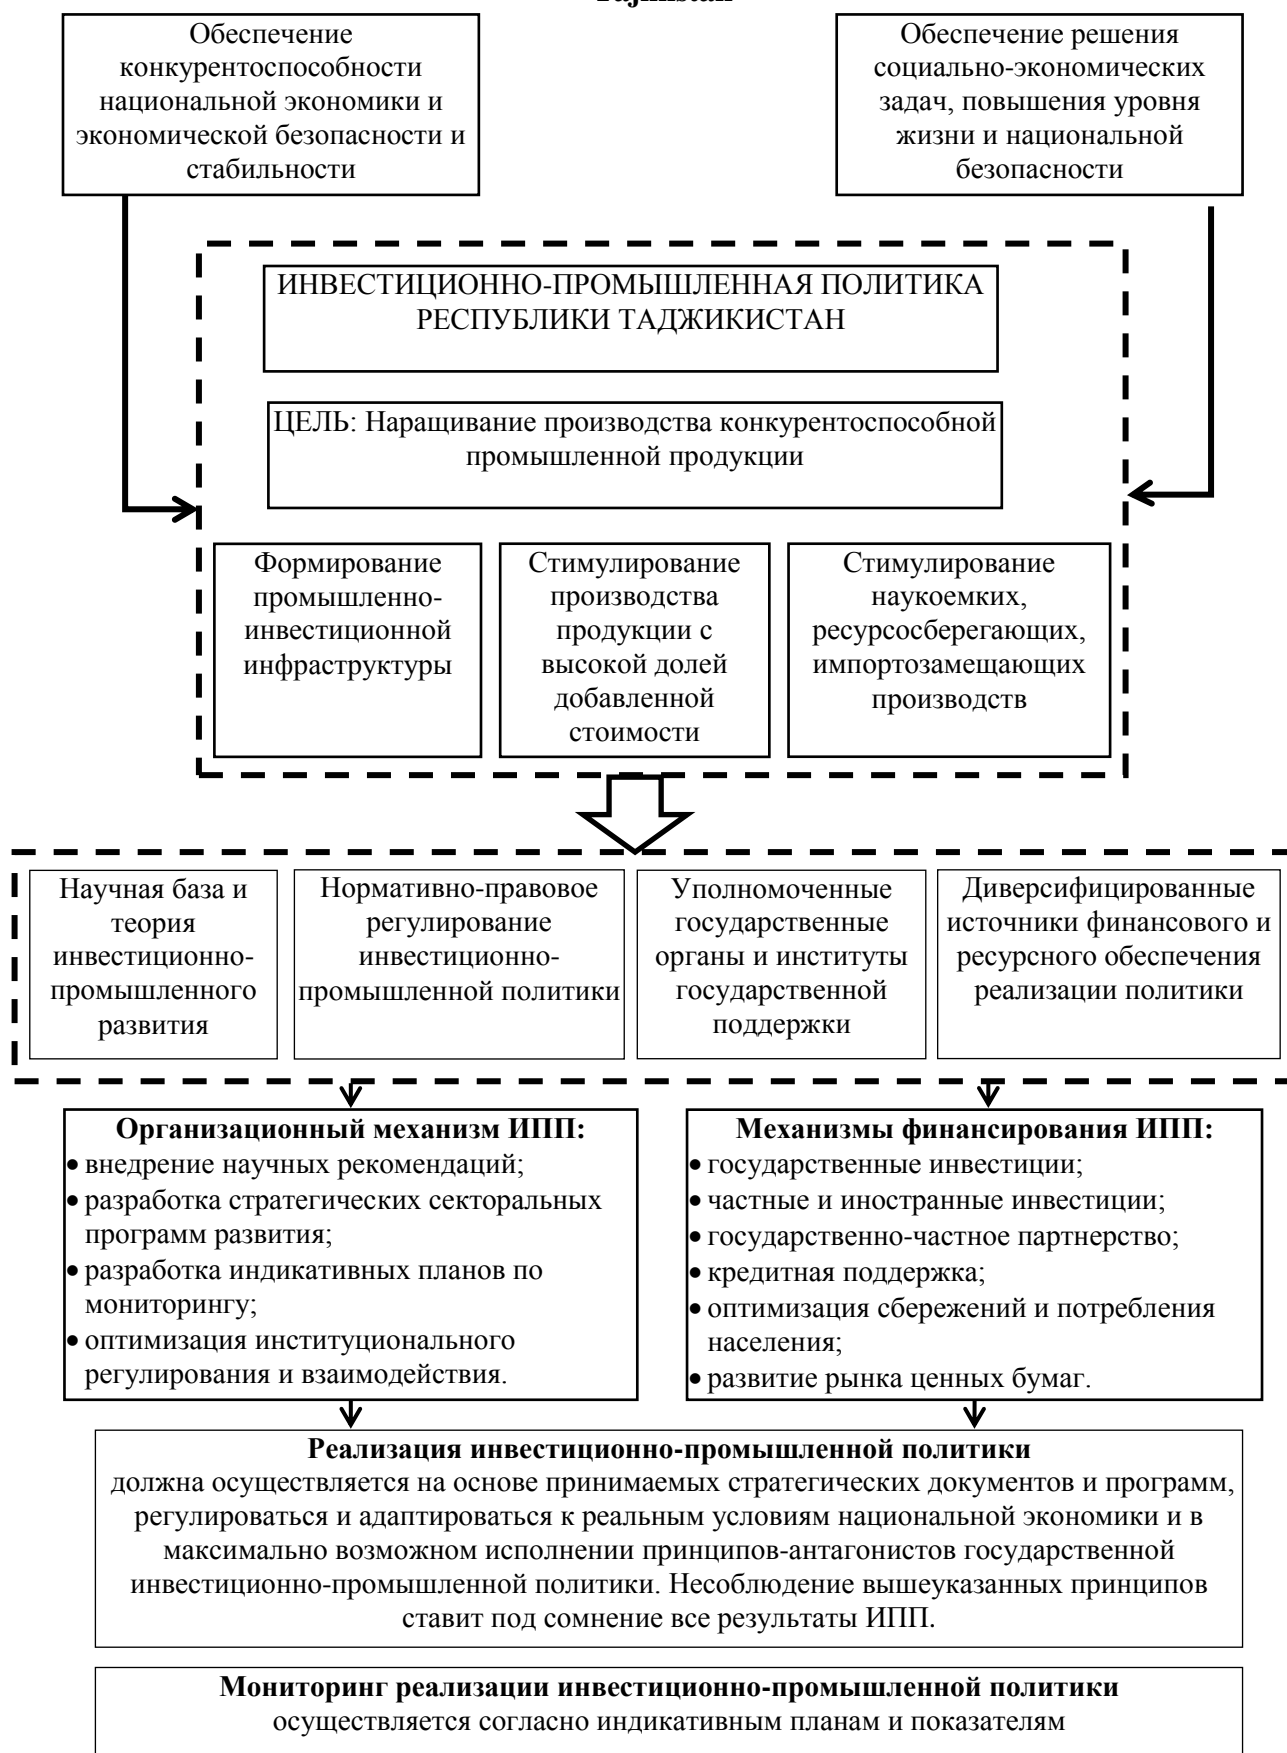 Tajikistan
Обеспечение
конкурентоспособности
национальной экономики и
экономической безопасности и
стабильности
Обеспечение решения
социально-экономических
задач, повышения уровня
жизни и национальной
безопасности
ИНВЕСТИЦИОННО-ПРОМЫШЛЕННАЯ ПОЛИТИКА
РЕСПУБЛИКИ ТАДЖИКИСТАН
ЦЕЛЬ: Наращивание производства конкурентоспособной
промышленной продукции
Формирование
промышленно-
инвестиционной
инфраструктуры
Стимулирование
производства
продукции с
высокой долей
добавленной
стоимости
Стимулирование
наукоемких,
ресурсосберегающих,
импортозамещающих
производств
Научная база и
теория
инвестиционно-
промышленного
развития
Нормативно-правовое
регулирование
инвестиционно-
промышленной политики
Уполномоченные
государственные
органы и институты
государственной
поддержки
Диверсифицированные
источники финансового и
ресурсного обеспечения
реализации политики
Организационный механизм ИПП:
• внедрение научных рекомендаций;
• разработка стратегических секторальных
программ развития;
• разработка индикативных планов по
мониторингу;
• оптимизация институционального
регулирования и взаимодействия.
Механизмы финансирования ИПП:
• государственные инвестиции;
• частные и иностранные инвестиции;
• государственно-частное партнерство;
• кредитная поддержка;
• оптимизация сбережений и потребления
населения;
• развитие рынка ценных бумаг.
Реализация инвестиционно-промышленной политики
должна осуществляется на основе принимаемых стратегических документов и программ,
регулироваться и адаптироваться к реальным условиям национальной экономики и в
максимально возможном исполнении принципов-антагонистов государственной
инвестиционно-промышленной политики. Несоблюдение вышеуказанных принципов
ставит под сомнение все результаты ИПП.
Мониторинг реализации инвестиционно-промышленной политики
осуществляется согласно индикативным планам и показателям